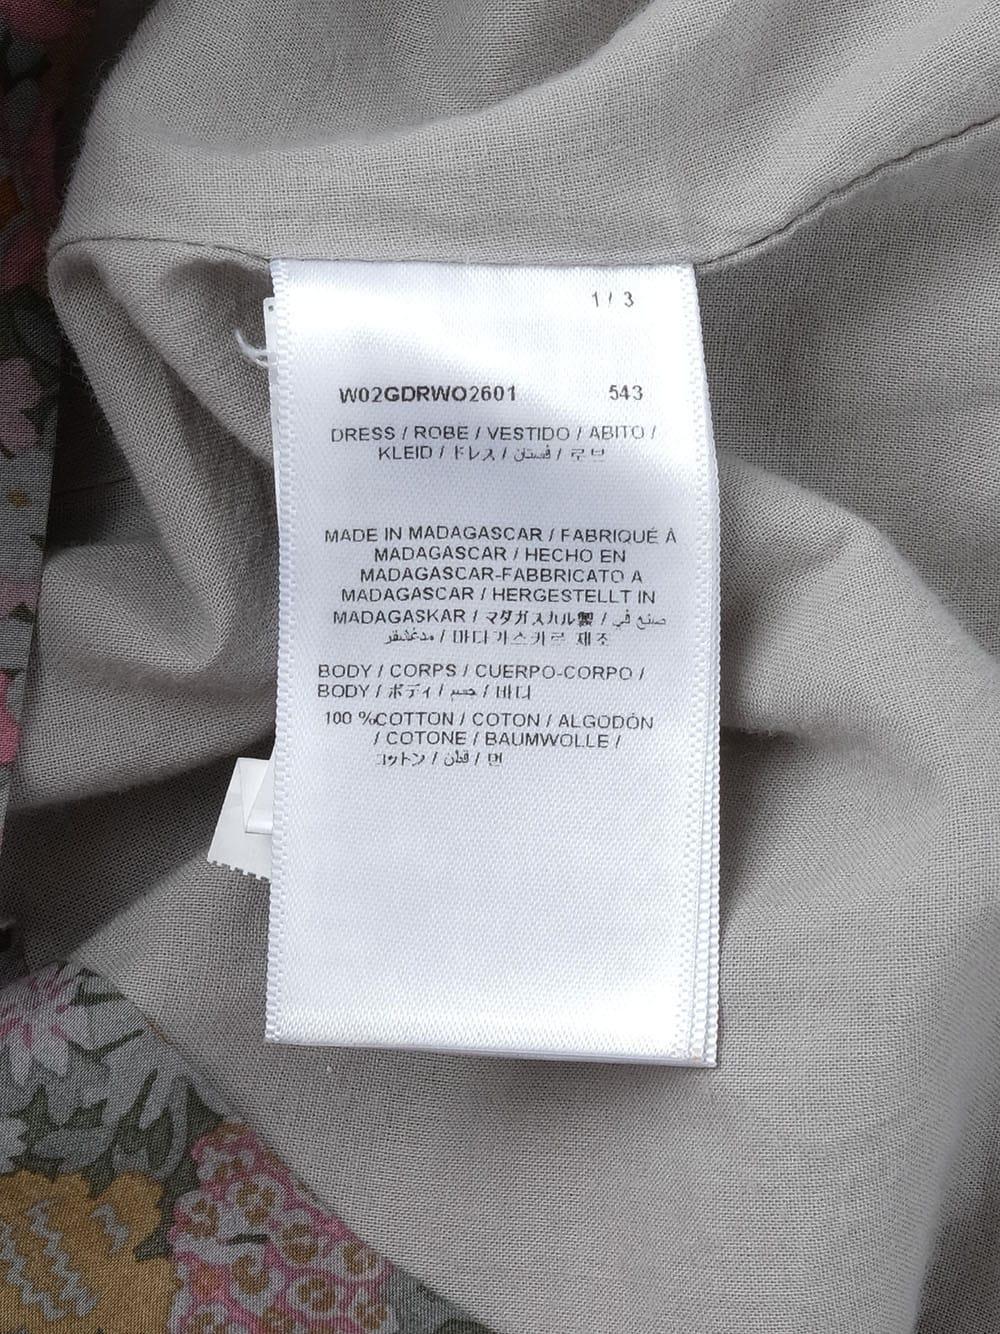 1 / 3
W02GDRWO2601 543
DRESS / ROBE / VESTIDO / ABITO /
KLEID / ドレス / فستان / 로브
MADE IN MADAGASCAR / FABRIQUÉ À
MADAGASCAR / HECHO EN
MADAGASCAR-FABBRICATO A
MADAGASCAR / HERGESTELLT IN
MADAGASKAR / マダガスカル製 / صنع في
مدغشقر / 마다가스카르 제조
BODY / CORPS / CUERPO-CORPO /
BODY / ボディ / جسم / 바디
100 %COTTON / COTON / ALGODÓN
/ COTONE / BAUMWOLLE /
コットン / قطن / 면